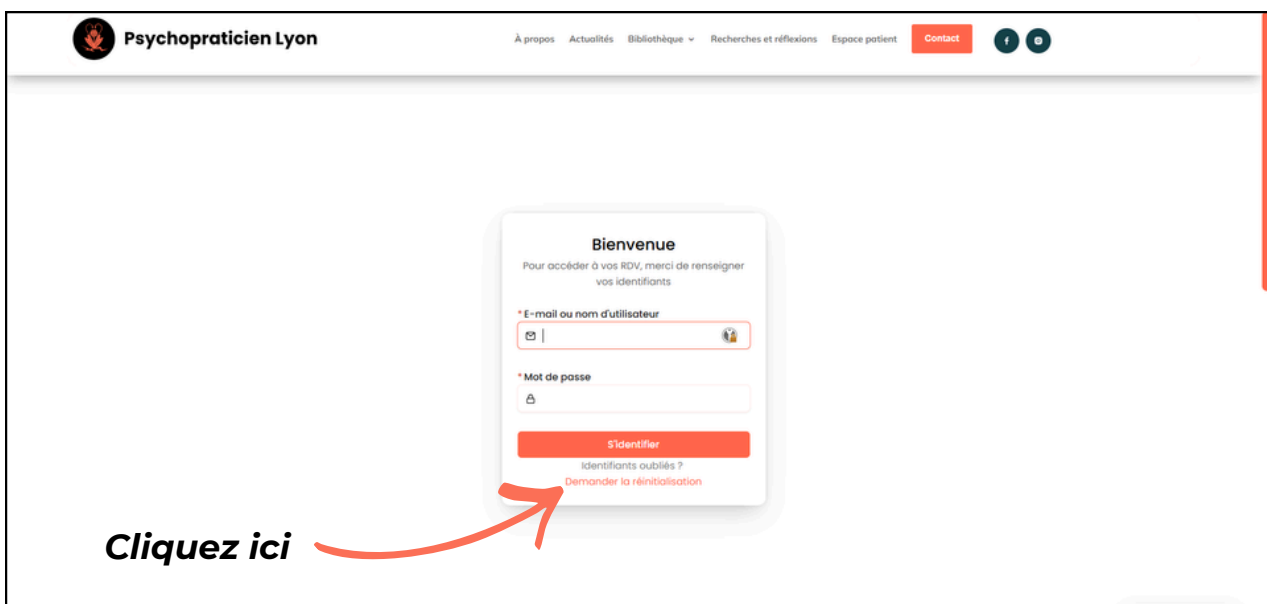 Psychopraticien Lyon
À propos Actualités Bibliothèque Recherches et réflexions Espace patient Contact
Bienvenue
Pour accéder à vos RDV, merci de renseigner
vos identifiants
*E-mail ou nom d'utilisateur
*Mot de passe
S'identifier
Identifiants oubliés ?
Demander la réinitialisation
Cliquez ici